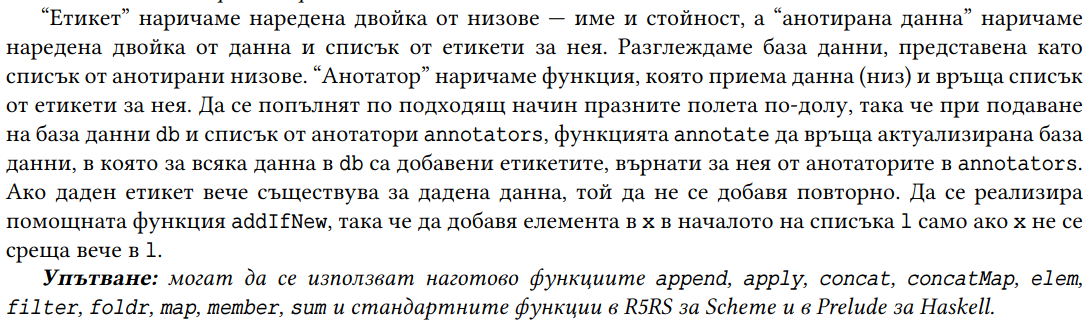 “Етикет” наричаме наредена двойка от низове — име и стойност, а “анотирана данна” наричаме
наредена двойка от данна и списък от етикети за нея. Разглеждаме база данни, представена като
списък от анотирани низове. “Анотатор” наричаме функция, която приема данна (низ) и връща списък
от етикети за нея. Да се попълнят по подходящ начин празните полета по-долу, така че при подаване
на база данни db и списък от анотатори annotators, функцията annotate да връща актуализирана база
данни, в която за всяка данна в db са добавени етикетите, върнати за нея от анотаторите в annotators.
Ако даден етикет вече съществува за дадена данна, той да не се добавя повторно. Да се реализира
помощната функция addIfNew, така че да добавя елемента в x в началото на списъка l само ако x не се
среща вече в l.
Упътване: могат да се използват наготово функциите append, apply, concat, concatMap, elem,
filter, foldr, map, member, sum и стандартните функции в R5RS за Scheme и в Prelude за Haskell.